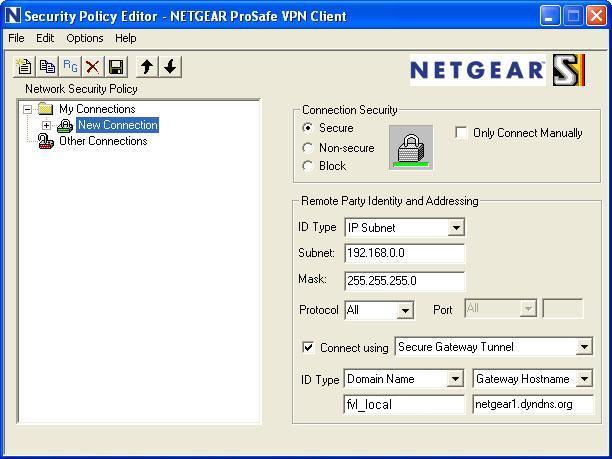 Security Policy Editor - NETGEAR ProSafe VPN Client
File Edit Options Help
RG
NETGEAR
S
Network Security Policy
My Connections
New Connection
Other Connections
Connection Security
Secure
Non-secure
Block
Only Connect Manually
Remote Party Identity and Addressing
ID Type IP Subnet
Subnet: 192.168.0.0
Mask: 255.255.255.0
Protocol All Port All
Connect using Secure Gateway Tunnel
ID Type Domain Name Gateway Hostname
fvl_local netgear1.dyndns.org